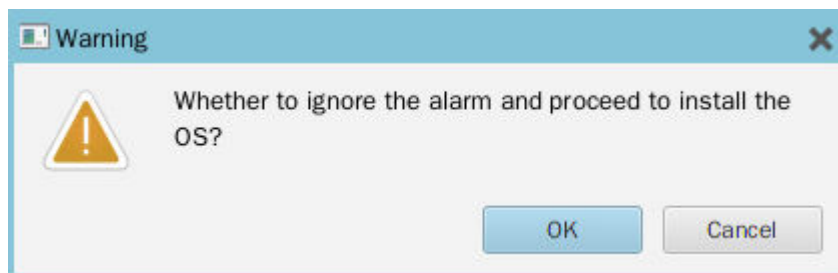 Warning
Whether to ignore the alarm and proceed to install the
OS?
OK Cancel